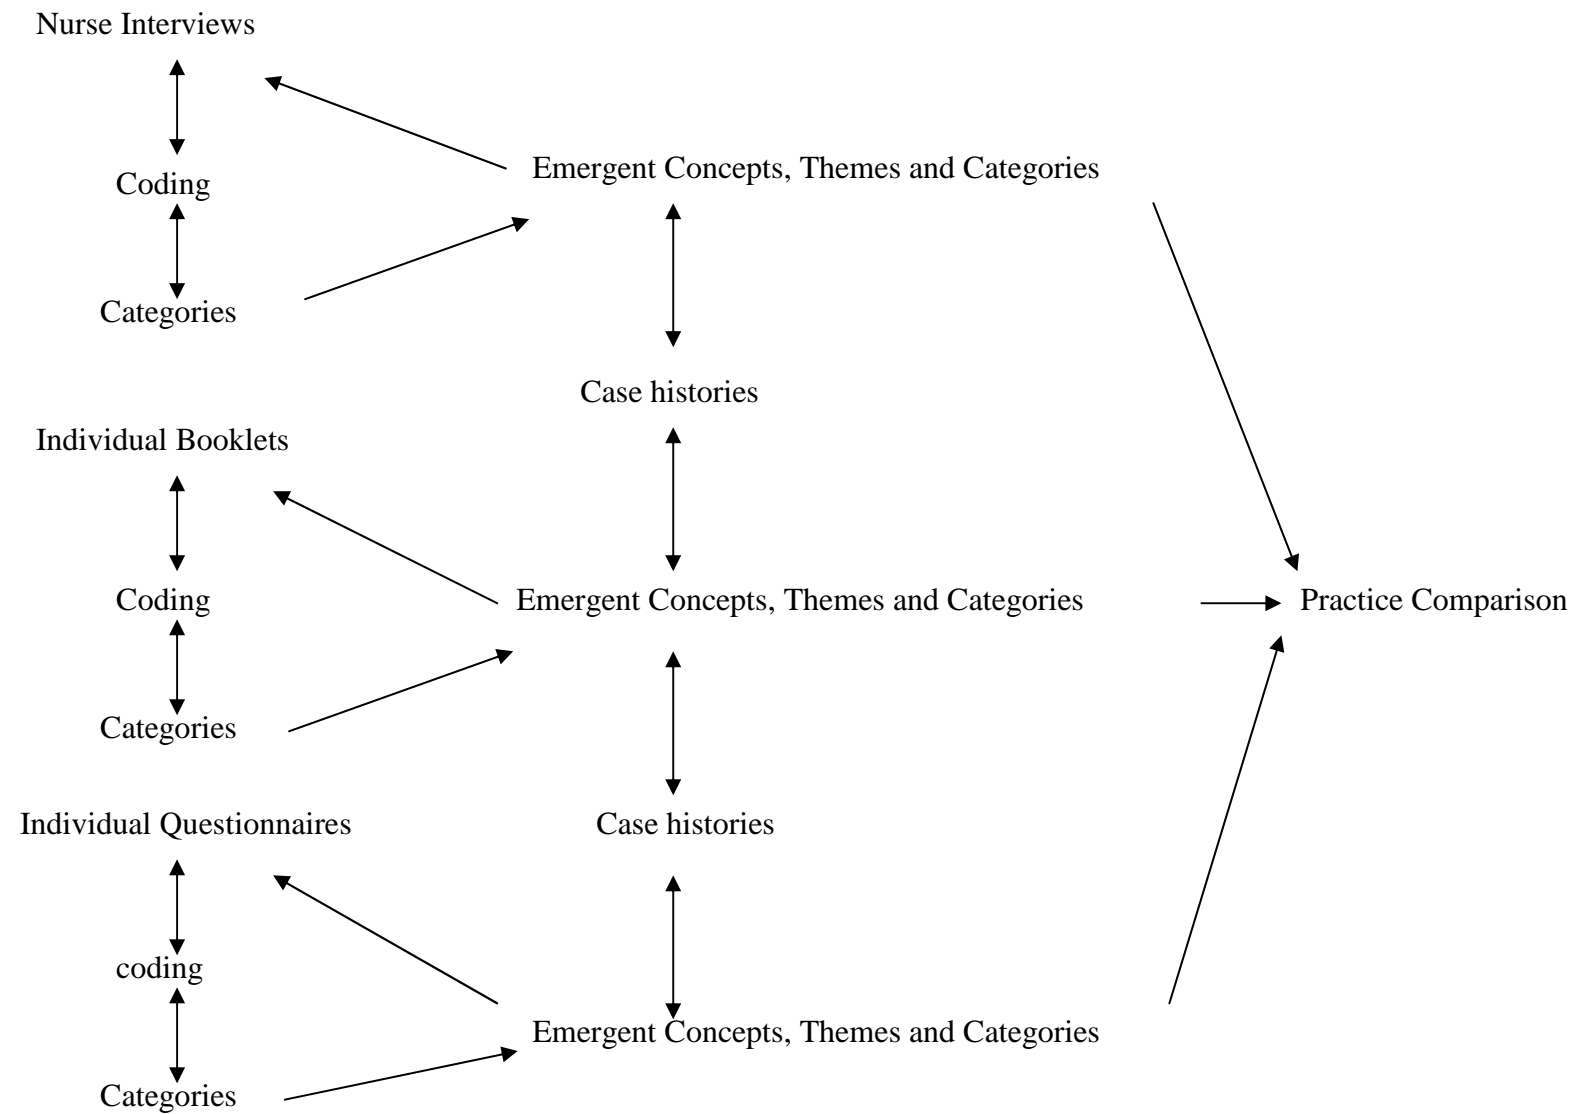 Nurse Interviews
Emergent Concepts, Themes and Categories
Coding
Categories
Case histories
Individual Booklets
Coding
Emergent Concepts, Themes and Categories
Practice Comparison
Categories
Individual Questionnaires
Case histories
coding
Emergent Concepts, Themes and Categories
Categories